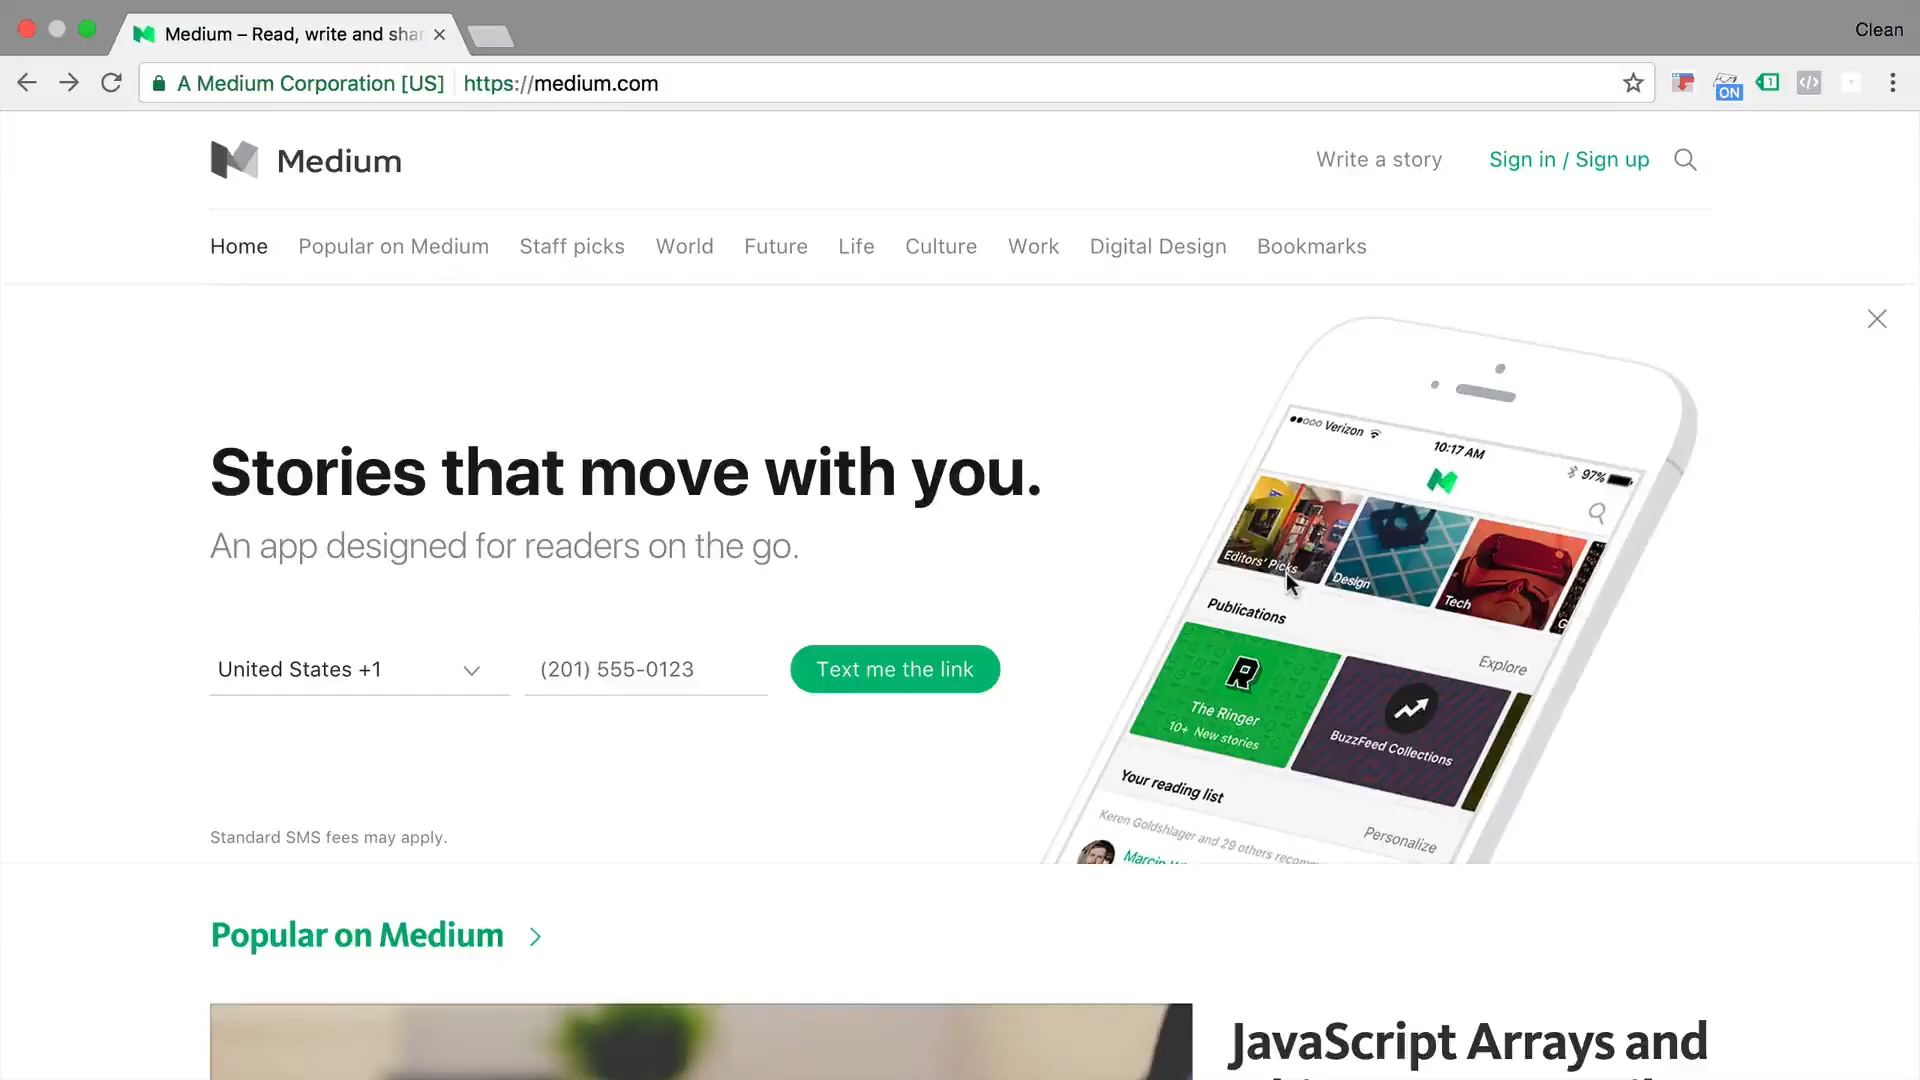 Medium – Read, write and shar
Clean
A Medium Corporation [US]
https://medium.com
ON
1
Medium
Write a story
Sign in / Sign up
Home
Popular on Medium
Staff picks
World
Future
Life
Culture
Work
Digital Design
Bookmarks
Verizon
10:17 AM
97%
Stories that move with you.
An app designed for readers on the go.
Editors' Picks
Design
Tech
Publications
Explore
United States +1
(201) 555-0123
Text me the link
R
The Ringer
10+ New stories
BuzzFeed Collections
Your reading list
Personalize
Keren Goldshlager and 29 others
Standard SMS fees may apply.
Popular on Medium
JavaScript Arrays and